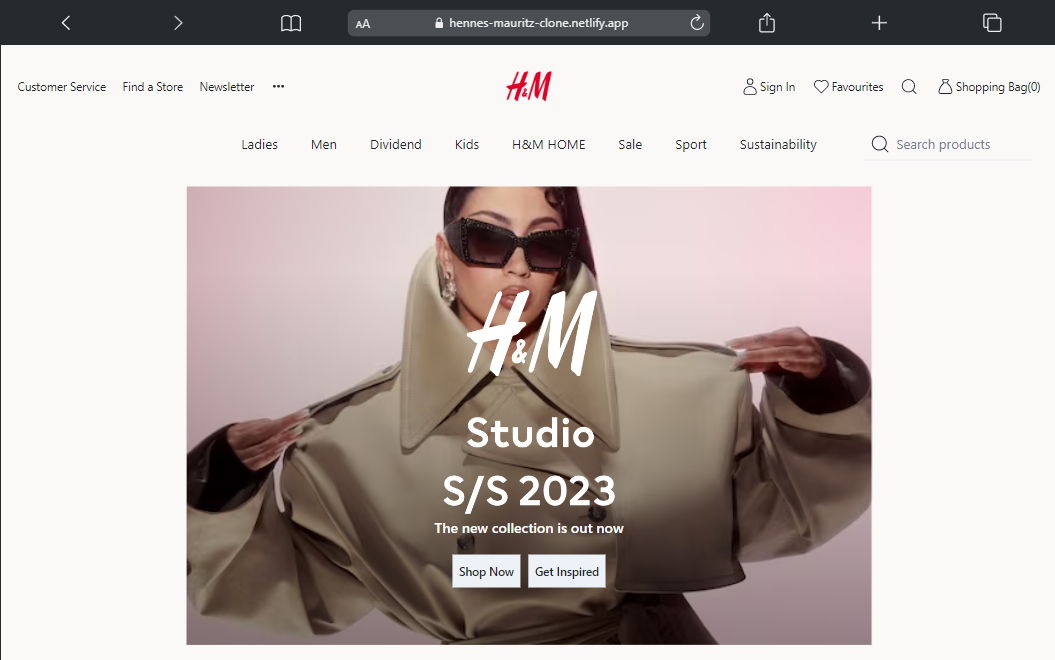 AA hennes-mauritz-clone.netlify.app
Customer Service Find a Store Newsletter ••• H&M Sign In Favourites Shopping Bag(0)
Ladies Men Dividend Kids H&M HOME Sale Sport Sustainability Search products
H&M
Studio
S/S 2023
The new collection is out now
Shop Now Get Inspired